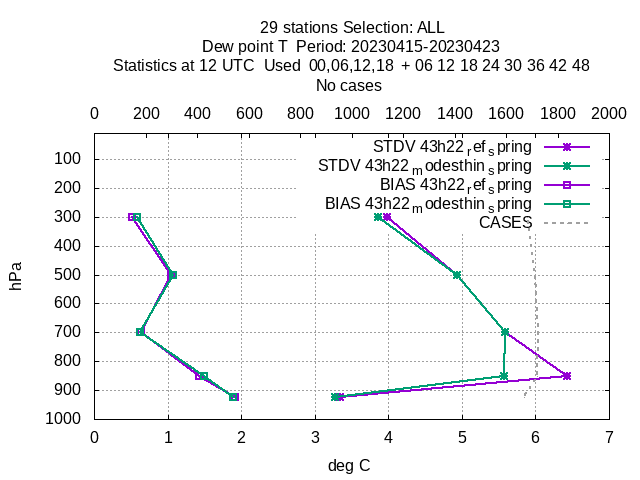 29 stations Selection: ALL
Dew point T  Period: 20230415-20230423
Statistics at 12 UTC  Used  00,06,12,18  + 06 12 18 24 30 36 42 48
No cases
0 200 400 600 800 1000 1200 1400 1600 1800 2000
STDV 43h22_ref_spring
STDV 43h22_modesthin_spring
BIAS 43h22_ref_spring
BIAS 43h22_modesthin_spring
CASES
100
200
300
400
500
600
700
800
900
1000
hPa
0 1 2 3 4 5 6 7
deg C